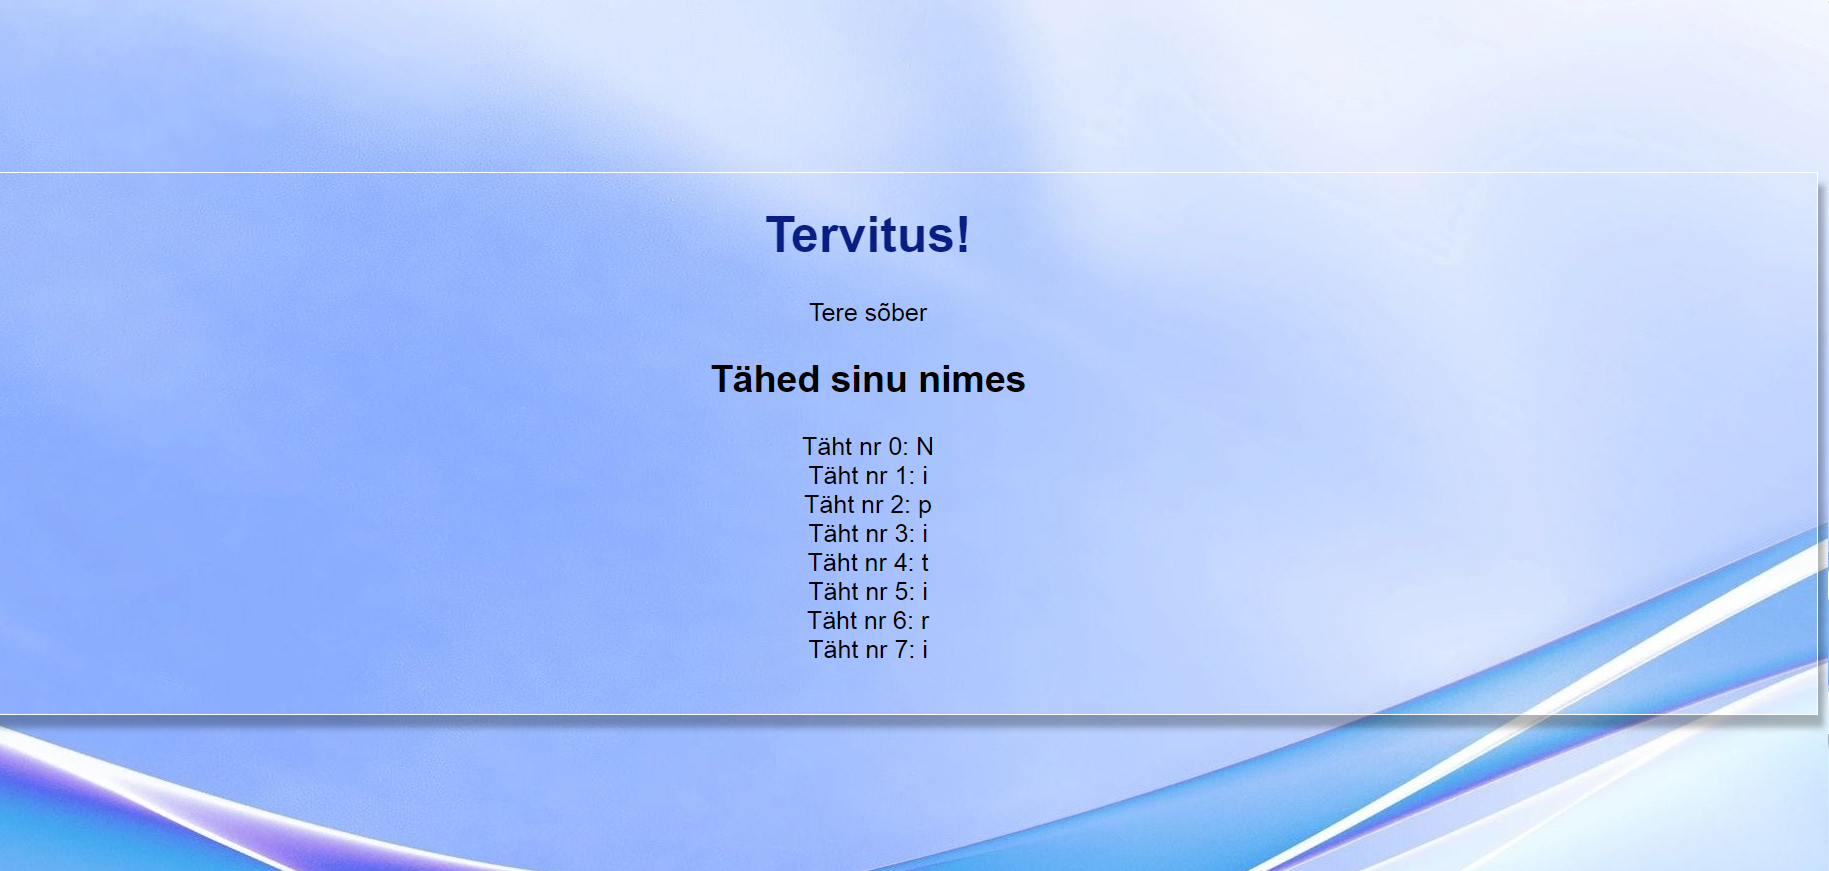 Tervitus!
Tere sõber
Tähed sinu nimes
Täht nr 0: N
Täht nr 1: i
Täht nr 2: p
Täht nr 3: i
Täht nr 4: t
Täht nr 5: i
Täht nr 6: r
Täht nr 7: i